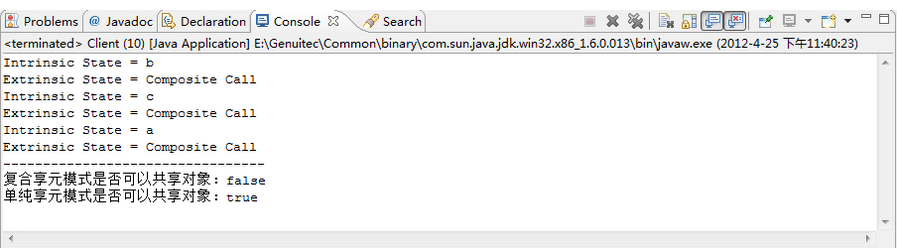 Problems @ Javadoc Declaration Console Search
<terminated> Client (10) [Java Application] E:\Genuitec\Common\binary\com.sun.java.jdk.win32.x86_1.6.0.013\bin\javaw.exe (2012-4-25 下午11:40:23)
Intrinsic State = b
Extrinsic State = Composite Call
Intrinsic State = c
Extrinsic State = Composite Call
Intrinsic State = a
Extrinsic State = Composite Call
---------------------------------
复合享元模式是否可以共享对象：false
单纯享元模式是否可以共享对象：true